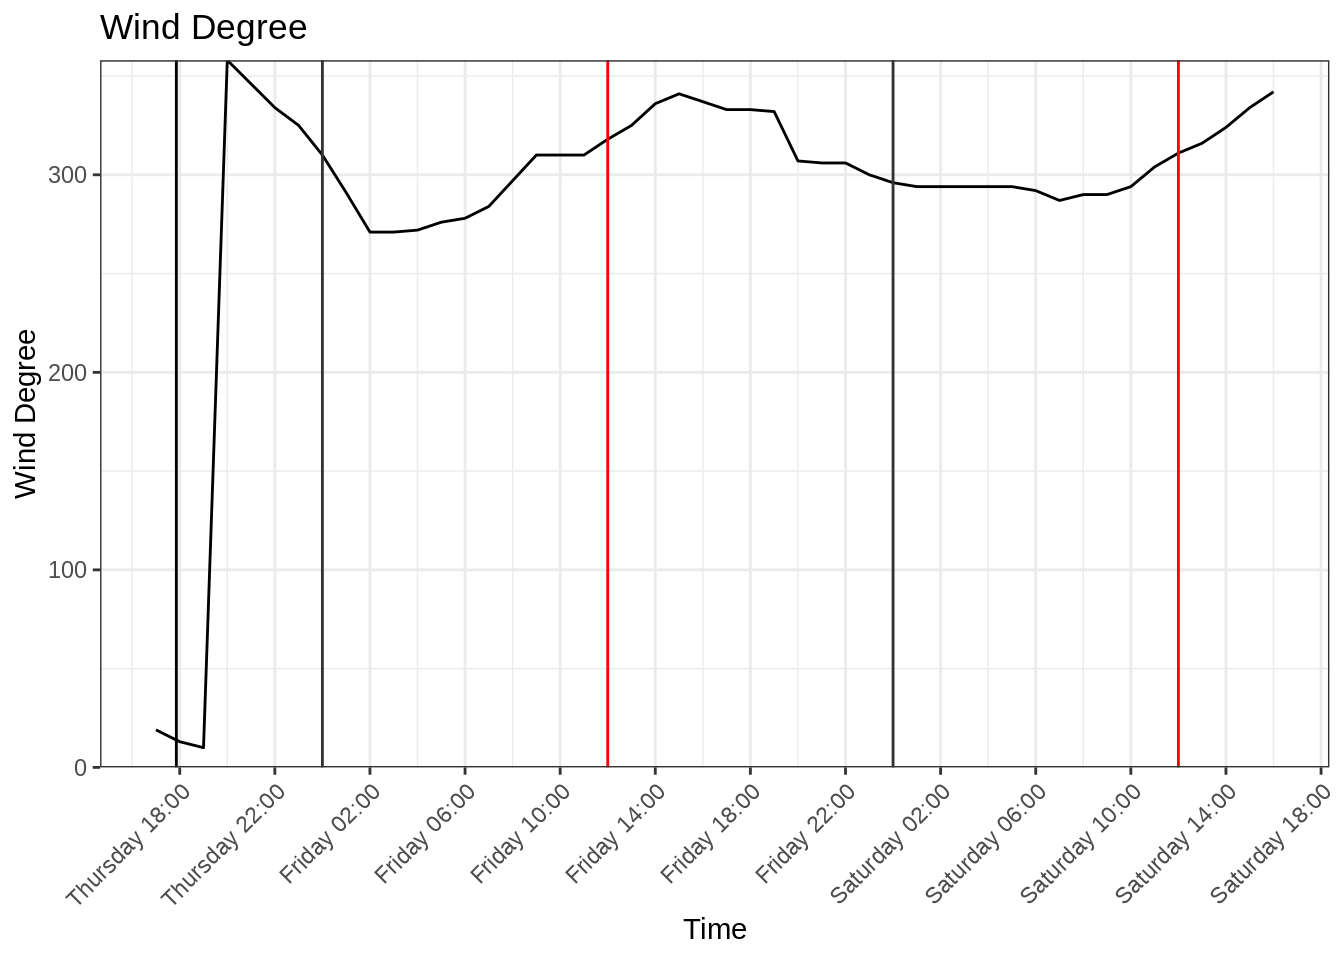 Wind Degree
Wind Degree
300
200
100
0
Thursday 18:00
Thursday 22:00
Friday 02:00
Friday 06:00
Friday 10:00
Friday 14:00
Friday 18:00
Friday 22:00
Saturday 02:00
Saturday 06:00
Saturday 10:00
Saturday 14:00
Saturday 18:00
Time